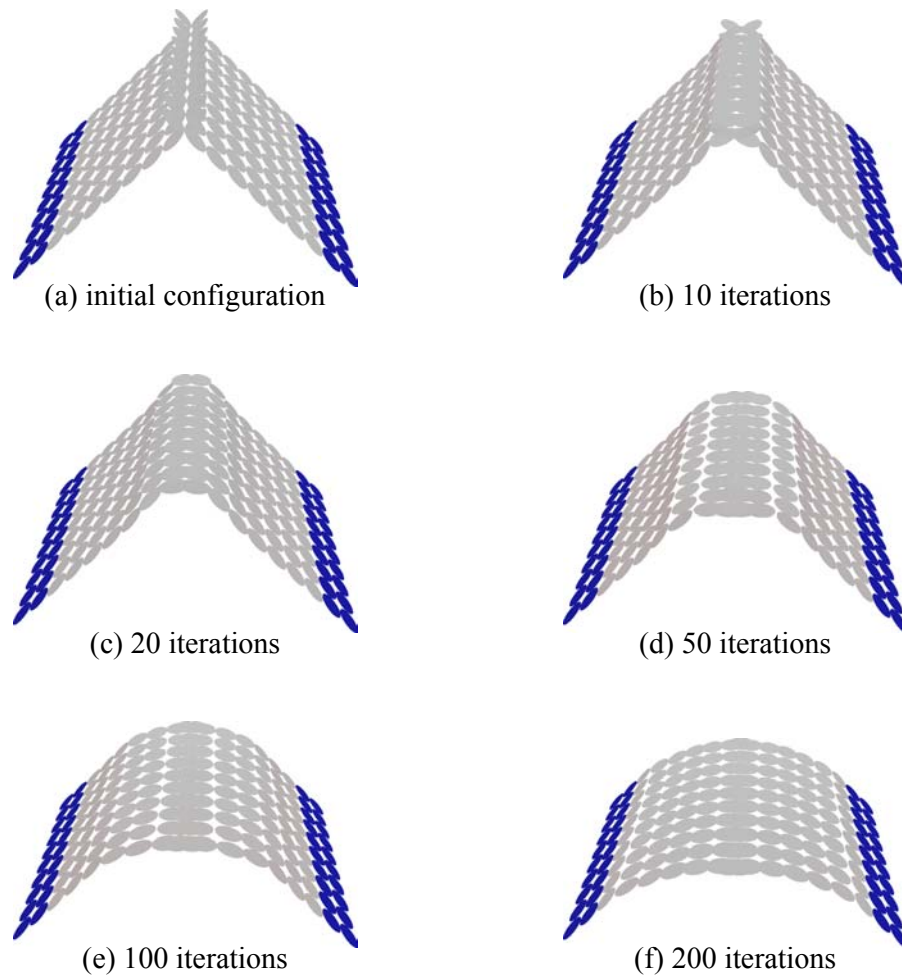 (a) initial configuration
(b) 10 iterations
(c) 20 iterations
(d) 50 iterations
(e) 100 iterations
(f) 200 iterations